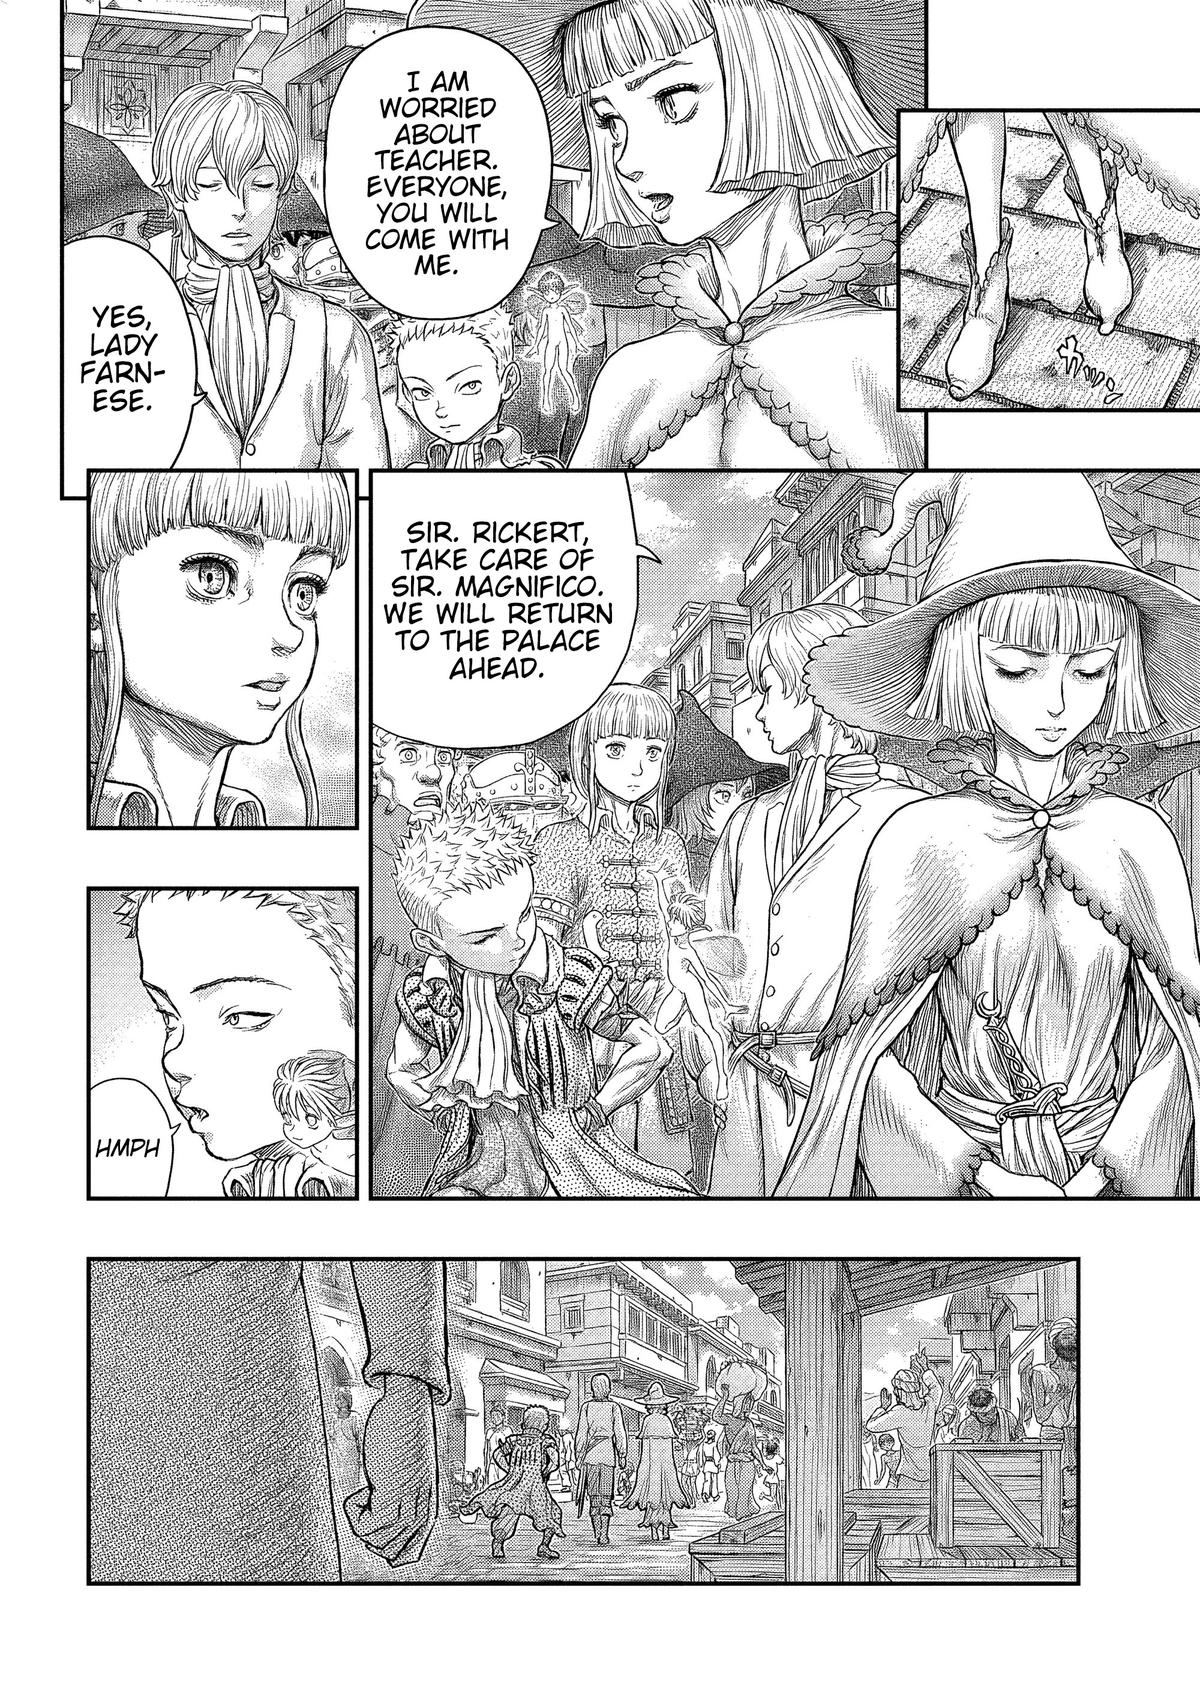 I AM
WORRIED
ABOUT
TEACHER.
EVERYONE,
YOU WILL
COME WITH
ME.
YES,
LADY
FARN-
ESE.
SIR. RICKERT,
TAKE CARE OF
SIR. MAGNIFICO.
WE WILL RETURN
TO THE PALACE
AHEAD.
HMPH